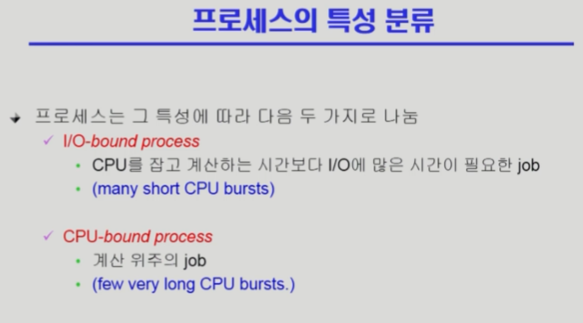 프로세스의 특성 분류
프로세스는 그 특성에 따라 다음 두 가지로 나눔
I/O-bound process
CPU를 잡고 계산하는 시간보다 I/O에 많은 시간이 필요한 job
(many short CPU bursts)
CPU-bound process
계산 위주의 job
(few very long CPU bursts.)